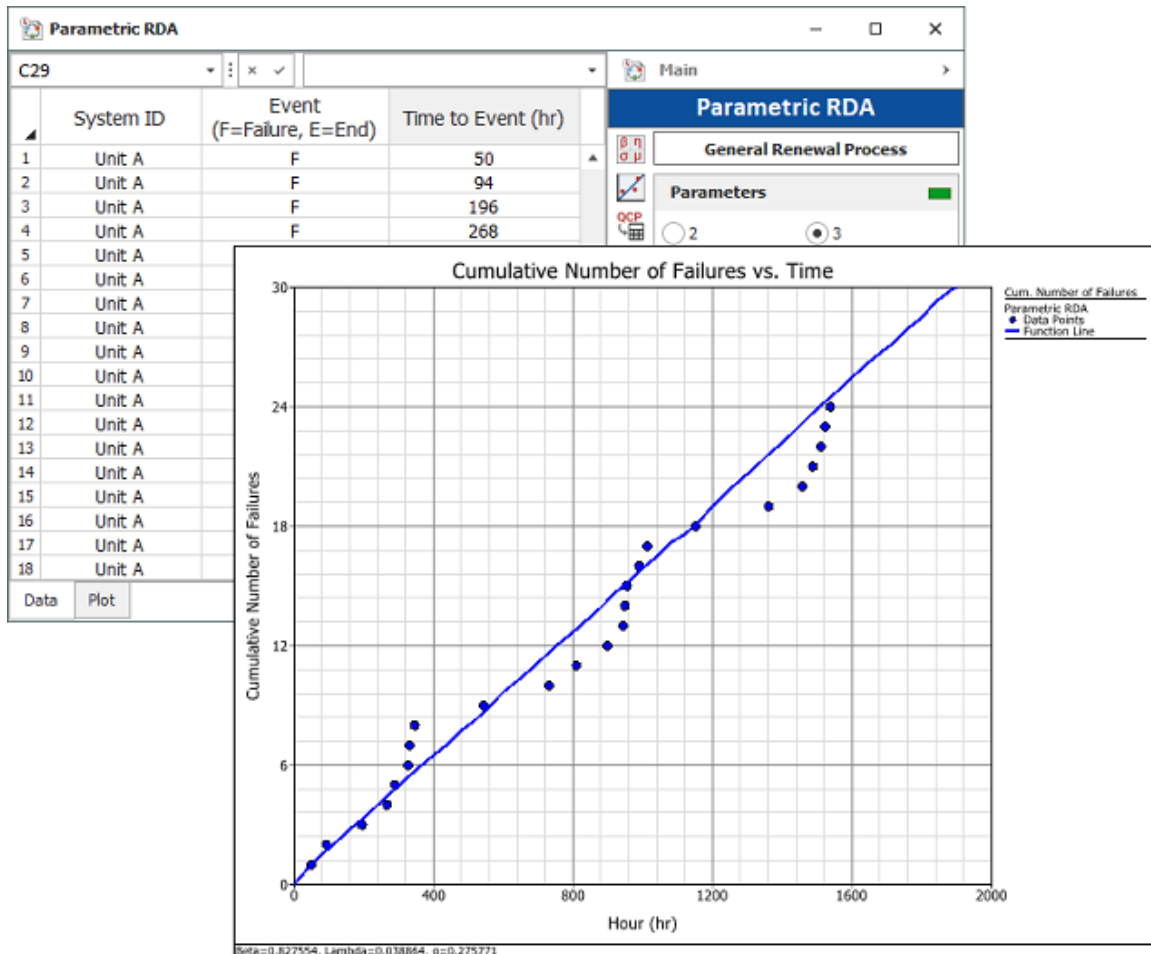 Parametric RDA
C29
Main
System ID Event (F=Failure, E=End) Time to Event (hr)
1 Unit A F 50
2 Unit A F 94
3 Unit A F 196
4 Unit A F 268
5 Unit A
6 Unit A
7 Unit A
8 Unit A
9 Unit A
10 Unit A
11 Unit A
12 Unit A
13 Unit A
14 Unit A
15 Unit A
16 Unit A
17 Unit A
18 Unit A
Data Plot
Parametric RDA
β η
σ μ
General Renewal Process
Parameters
QCP
2 3
Cumulative Number of Failures vs. Time
Cumulative Number of Failures
30
24
18
12
6
0
0 400 800 1200 1600 2000
Hour (hr)
Cum. Number of Failures
Parametric RDA
Data Points
Function Line
Beta=0.827554, Lambda=0.038864, q=0.275771